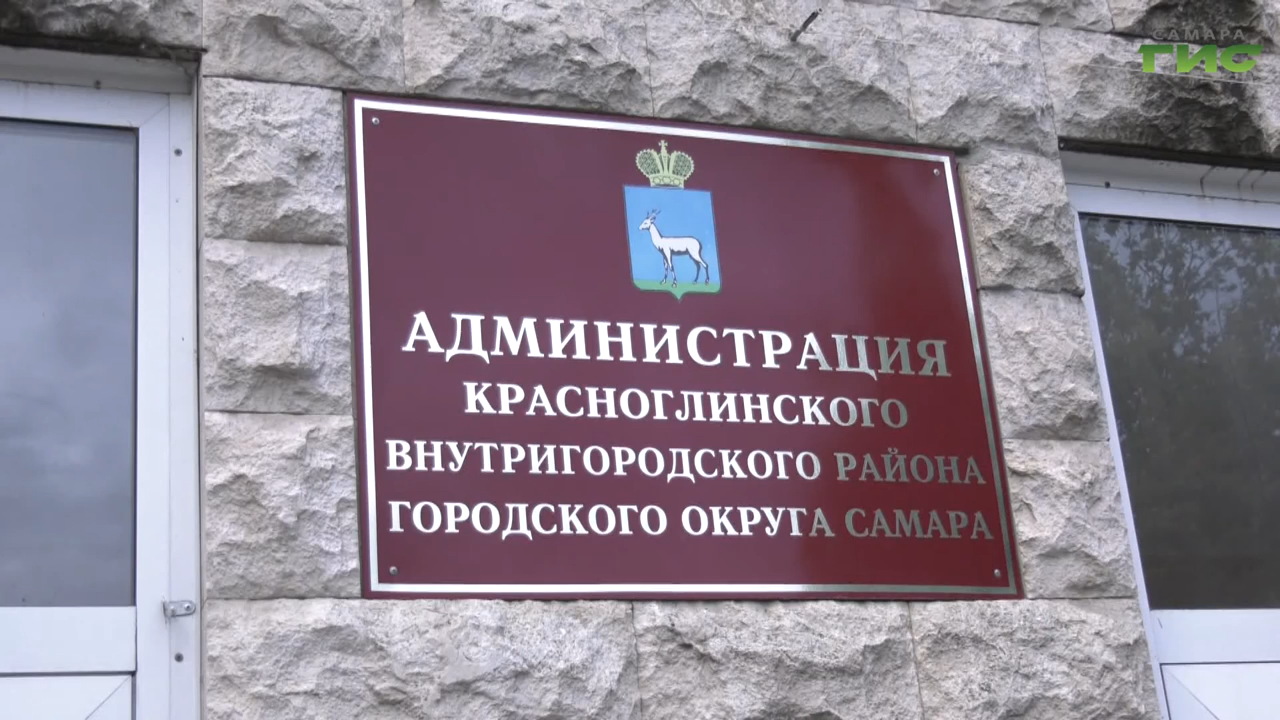 САМАРА
ГИС
АДМИНИСТРАЦИЯ
КРАСНОГЛИНСКОГО
ВНУТРИГОРОДСКОГО РАЙОНА
ГОРОДСКОГО ОКРУГА САМАРА